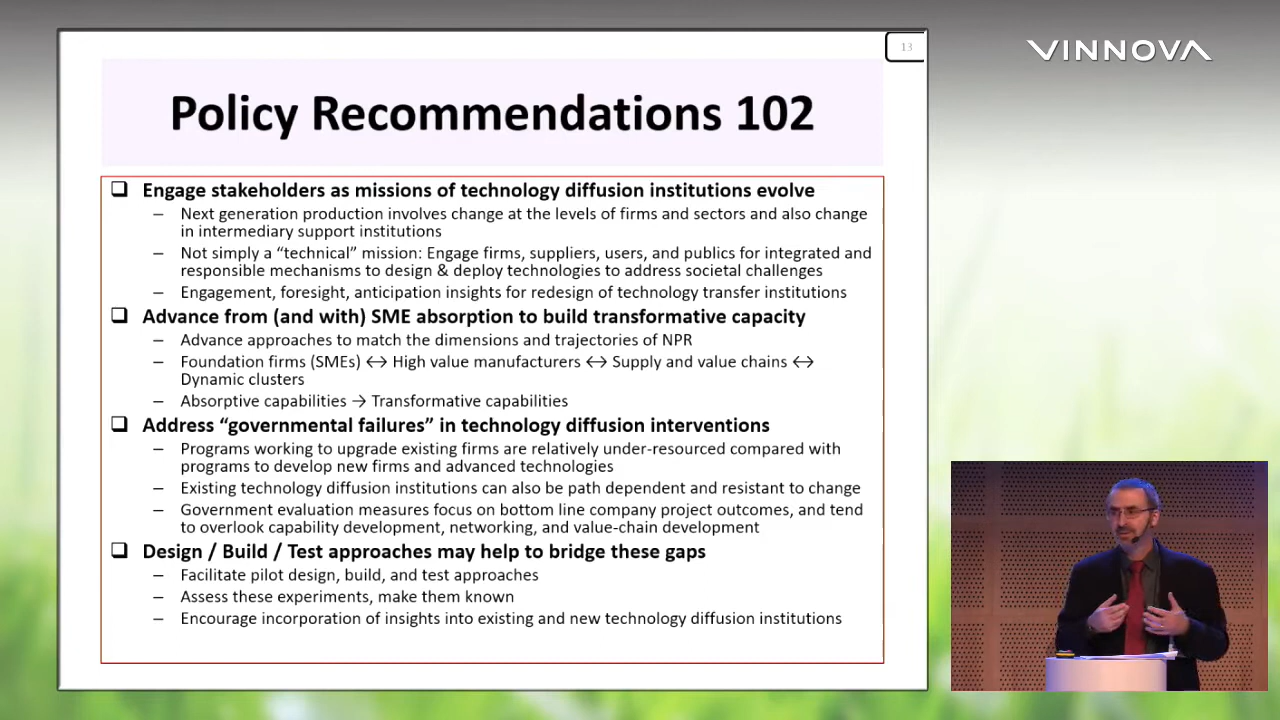 13
VINNOVA
Policy Recommendations 102
❑ Engage stakeholders as missions of technology diffusion institutions evolve
– Next generation production involves change at the levels of firms and sectors and also change
in intermediary support institutions
– Not simply a “technical” mission: Engage firms, suppliers, users, and publics for integrated and
responsible mechanisms to design & deploy technologies to address societal challenges
– Engagement, foresight, anticipation insights for redesign of technology transfer institutions
❑ Advance from (and with) SME absorption to build transformative capacity
– Advance approaches to match the dimensions and trajectories of NPR
– Foundation firms (SMEs) ↔ High value manufacturers ↔ Supply and value chains ↔
Dynamic clusters
– Absorptive capabilities → Transformative capabilities
❑ Address “governmental failures” in technology diffusion interventions
– Programs working to upgrade existing firms are relatively under-resourced compared with
programs to develop new firms and advanced technologies
– Existing technology diffusion institutions can also be path dependent and resistant to change
– Government evaluation measures focus on bottom line company project outcomes, and tend
to overlook capability development, networking, and value-chain development
❑ Design / Build / Test approaches may help to bridge these gaps
– Facilitate pilot design, build, and test approaches
– Assess these experiments, make them known
– Encourage incorporation of insights into existing and new technology diffusion institutions